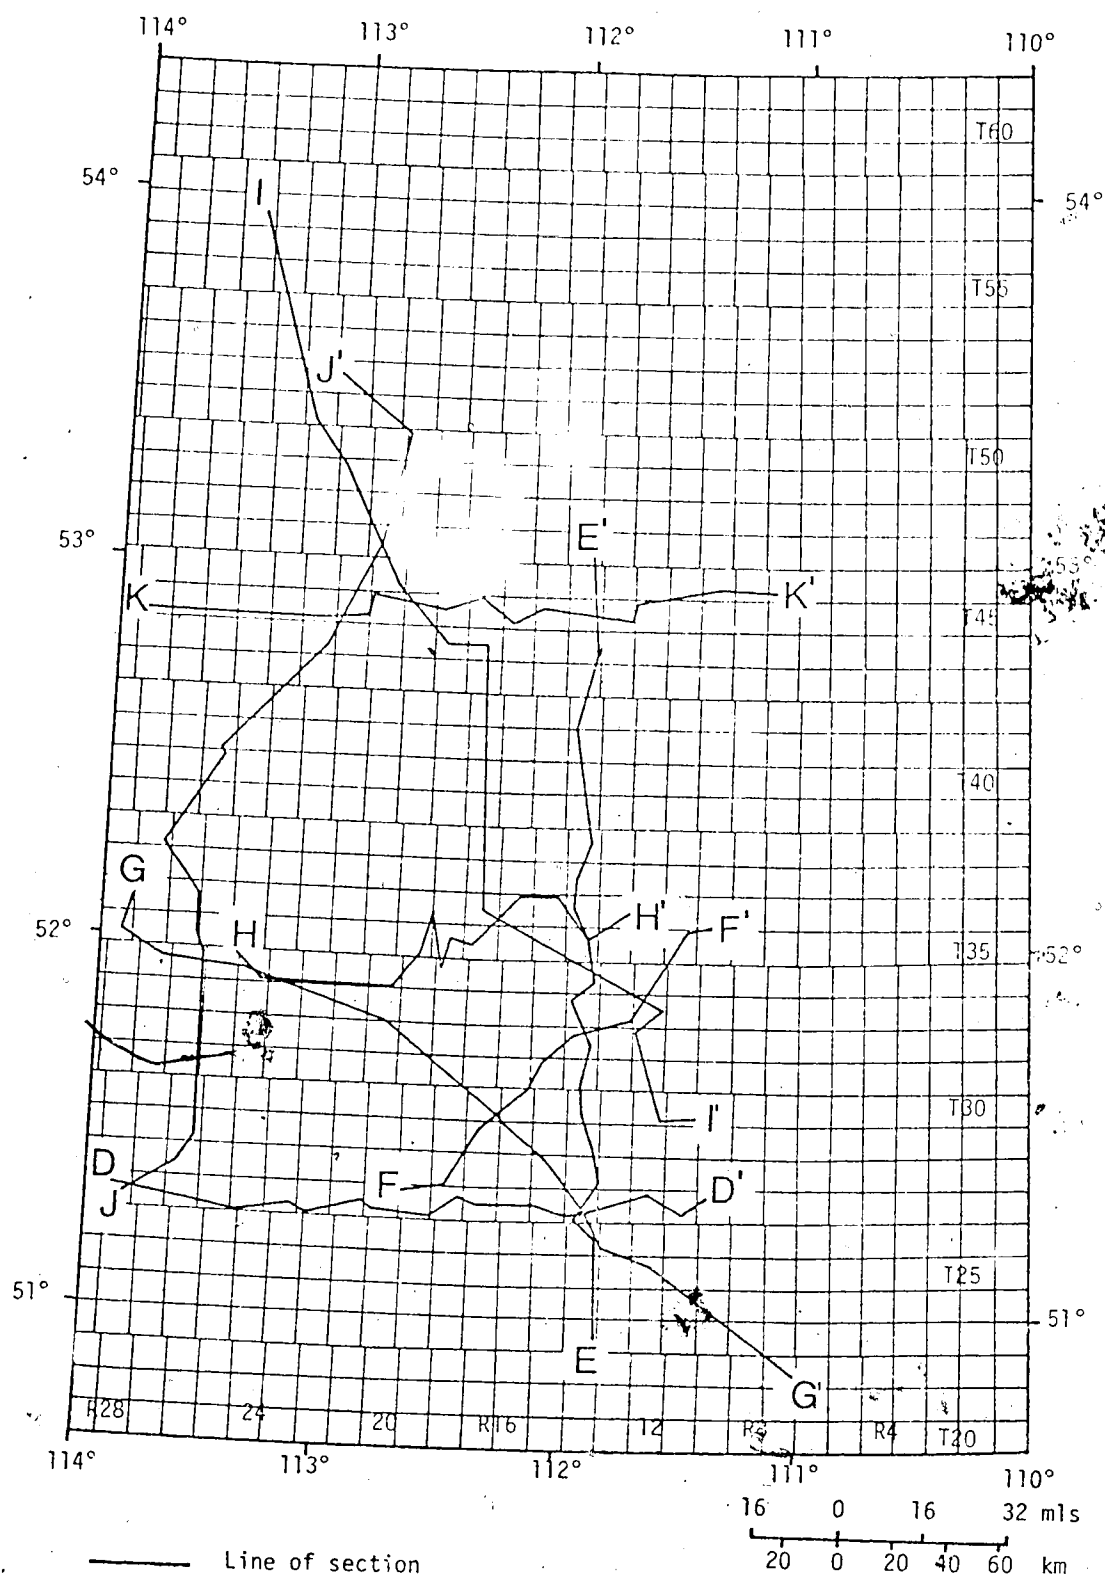 114° 113° 112° 111° 110°
T60
54° I 54°
T55
J'
T50
E'
53° 53°
K K'
T45
T40
G
H H' F'
52° T35 52°
T30
I'
D F D'
J
T25
51° 51°
E
G'
R28 24 20 R16 12 R4 T20
114° 113° 112° 111° 110°
16 0 16 32 mls
20 0 20 40 60 km
Line of section